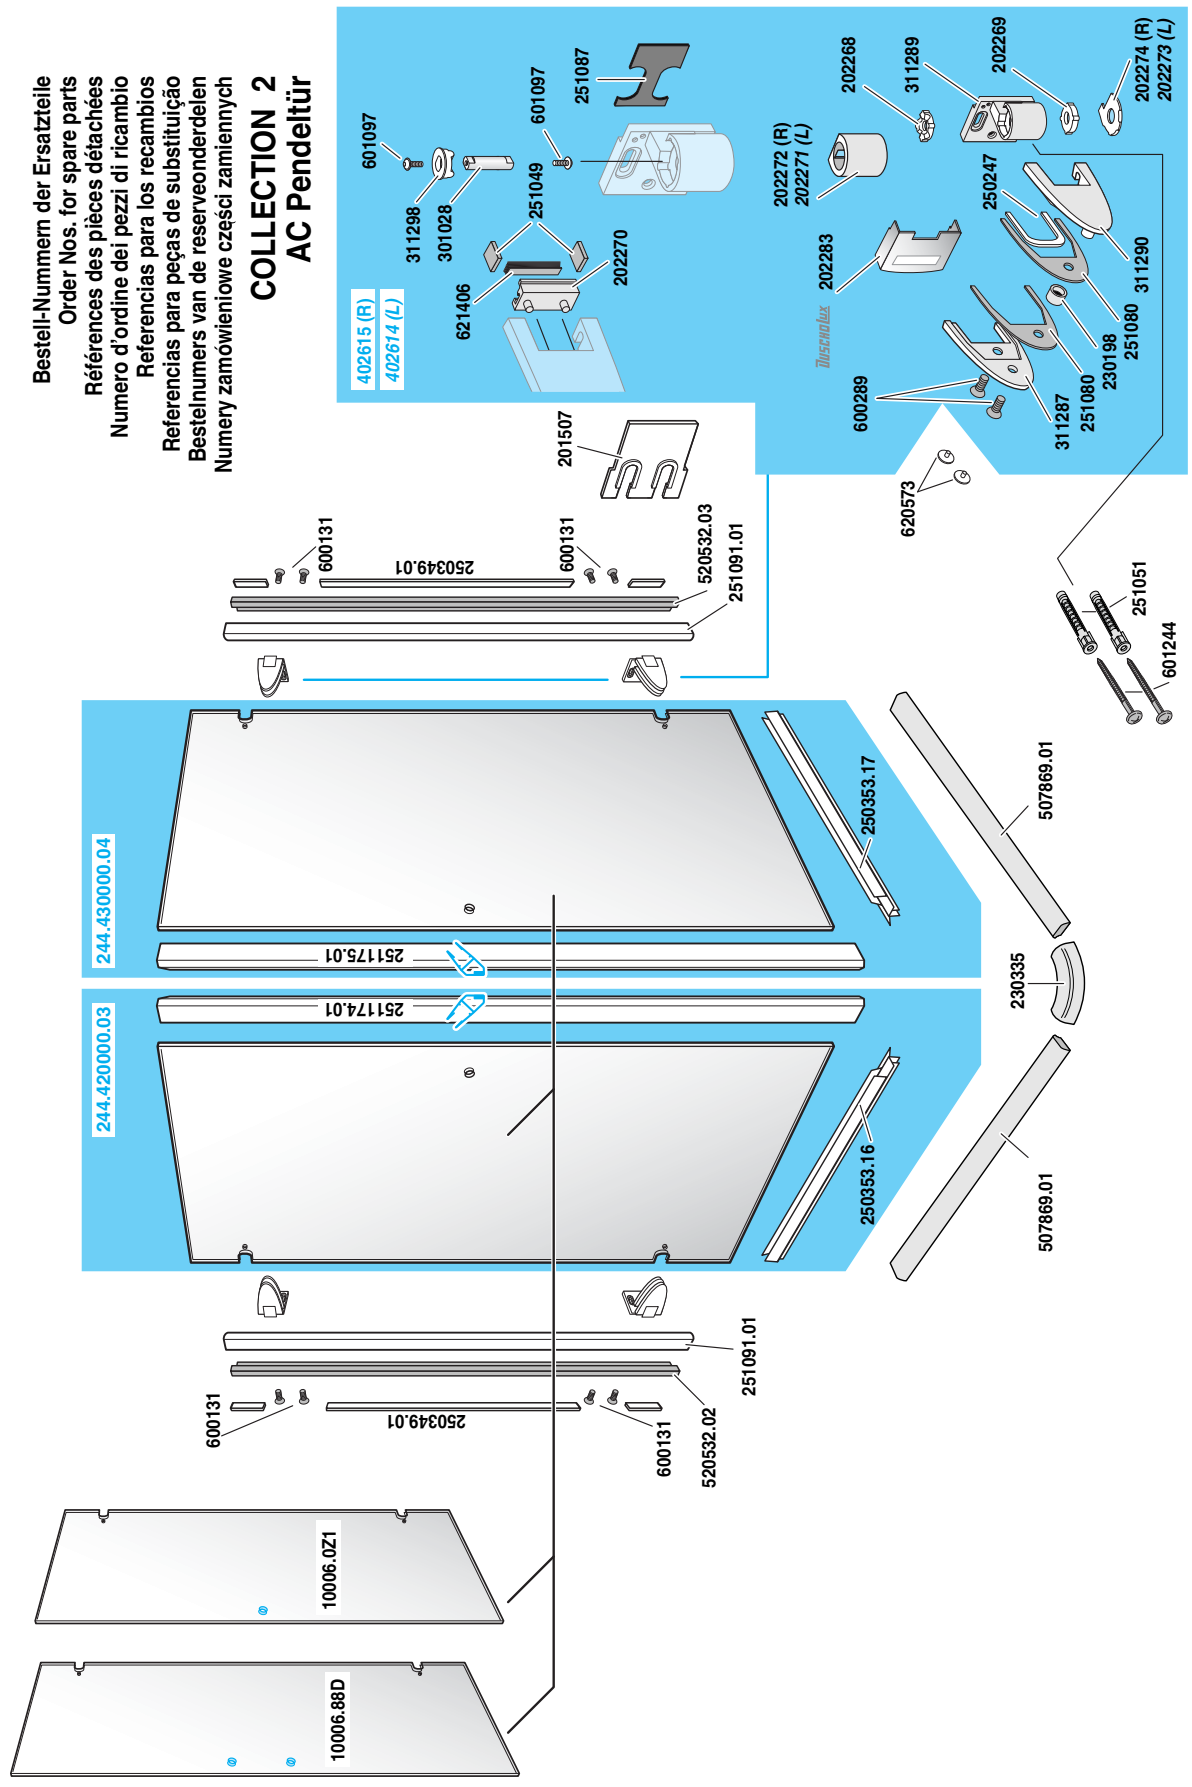 Bestell-Nummern der Ersatzteile
Order Nos. for spare parts
Références des pièces détachées
Numero d'ordine dei pezzi di ricambio
Referencias para los recambios
Referencias para peças de substituição
Bestelnumers van de reserveonderdelen
Numery zamówieniowe części zamiennych
COLLECTION 2
AC Pendeltür
402615 (R)
402614 (L)
601097
311298
301028
251049
621406
202270
601097
251087
202272 (R)
202271 (L)
202268
311289
202269
202274 (R)
202273 (L)
202283
250247
DUSCHOLUX
600289
311287
251080
230198
251080
311290
620573
201507
600131
250349.01
600131
520532.03
251091.01
251051
601244
244.430000.04
251175.01
250353.17
507869.01
230335
244.420000.03
251174.01
250353.16
507869.01
600131
250349.01
600131
520532.02
251091.01
10006.0Z1
10006.88D